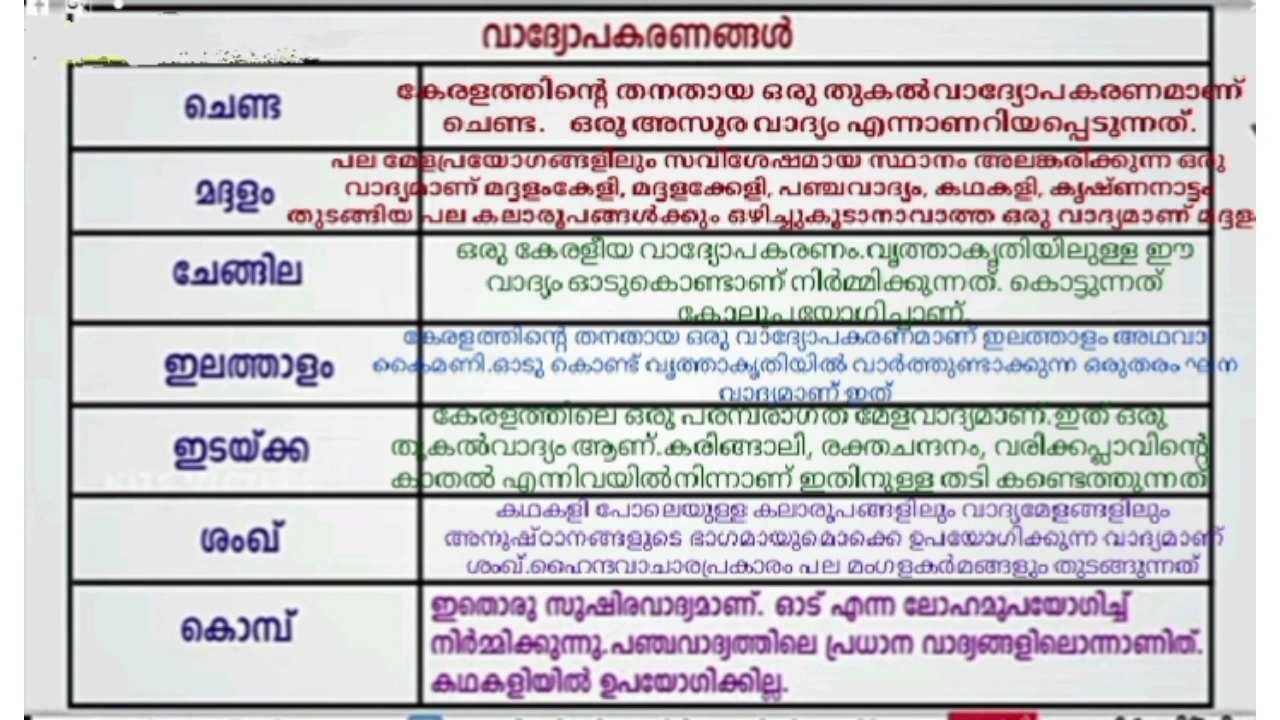 വാദ്യോപകരണങ്ങൾ
ചെണ്ട
കേരളത്തിന്റെ തനതായ ഒരു തുകൽവാദ്യോപകരണമാണ്
ചെണ്ട. ഒരു അസുര വാദ്യം എന്നാണറിയപ്പെടുന്നത്.
മദ്ദളം
പല മേളപ്രയോഗങ്ങളിലും സവിശേഷമായ സ്ഥാനം അലങ്കരിക്കുന്ന ഒരു
വാദ്യമാണ് മദ്ദളംകേളി, മദ്ദളക്കേളി, പഞ്ചവാദ്യം, കഥകളി, കൃഷ്ണനാട്ടം
തുടങ്ങിയ പല കലാരൂപങ്ങൾക്കും ഒഴിച്ചുകൂടാനാവാത്ത ഒരു വാദ്യമാണ് മദ്ദളം
ചേങ്ങില
ഒരു കേരളീയ വാദ്യോപകരണം.വൃത്താകൃതിയിലുള്ള ഈ
വാദ്യം ഓടുകൊണ്ടാണ് നിർമ്മിക്കുന്നത്. കൊട്ടുന്നത്
കോലുപയോഗിച്ചാണ്.
ഇലത്താളം
കേരളത്തിന്റെ തനതായ ഒരു വാദ്യോപകരണമാണ് ഇലത്താളം അഥവാ
കൈമണി.ഓടു കൊണ്ട് വൃത്താകൃതിയിൽ വാർത്തുണ്ടാക്കുന്ന ഒരുതരം ഘന
വാദ്യമാണ് ഇത്
ഇടയ്ക്ക
കേരളത്തിലെ ഒരു പരമ്പരാഗത മേളവാദ്യമാണ്.ഇത് ഒരു
തുകൽവാദ്യം ആണ്.കരിങ്ങാലി, രക്തചന്ദനം, വരിക്കപ്ലാവിന്റെ
കാതൽ എന്നിവയിൽനിന്നാണ് ഇതിനുള്ള തടി കണ്ടെത്തുന്നത്
ശംഖ്
കഥകളി പോലെയുള്ള കലാരൂപങ്ങളിലും വാദ്യമേളങ്ങളിലും
അനുഷ്ഠാനങ്ങളുടെ ഭാഗമായുമൊക്കെ ഉപയോഗിക്കുന്ന വാദ്യമാണ്
ശംഖ്.ഹൈന്ദവാചാരപ്രകാരം പല മംഗളകർമങ്ങളും തുടങ്ങുന്നത്
കൊമ്പ്
ഇതൊരു സുഷിരവാദ്യമാണ്. ഓട് എന്ന ലോഹമുപയോഗിച്ച്
നിർമ്മിക്കുന്നു.പഞ്ചവാദ്യത്തിലെ പ്രധാന വാദ്യങ്ങളിലൊന്നാണിത്.
കഥകളിയിൽ ഉപയോഗിക്കില്ല.